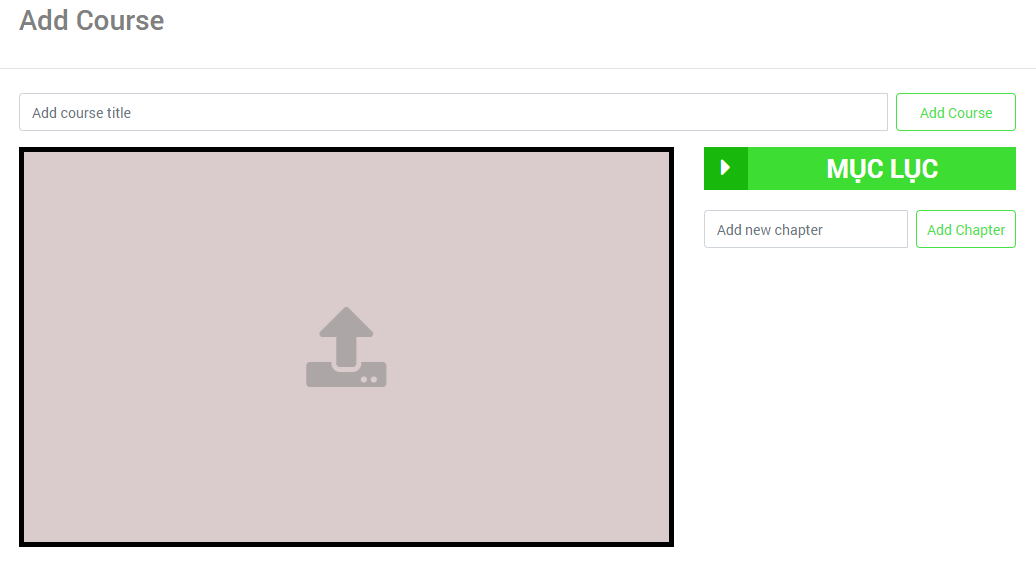 Add Course
Add course title
Add Course
MỤC LỤC
Add new chapter
Add Chapter